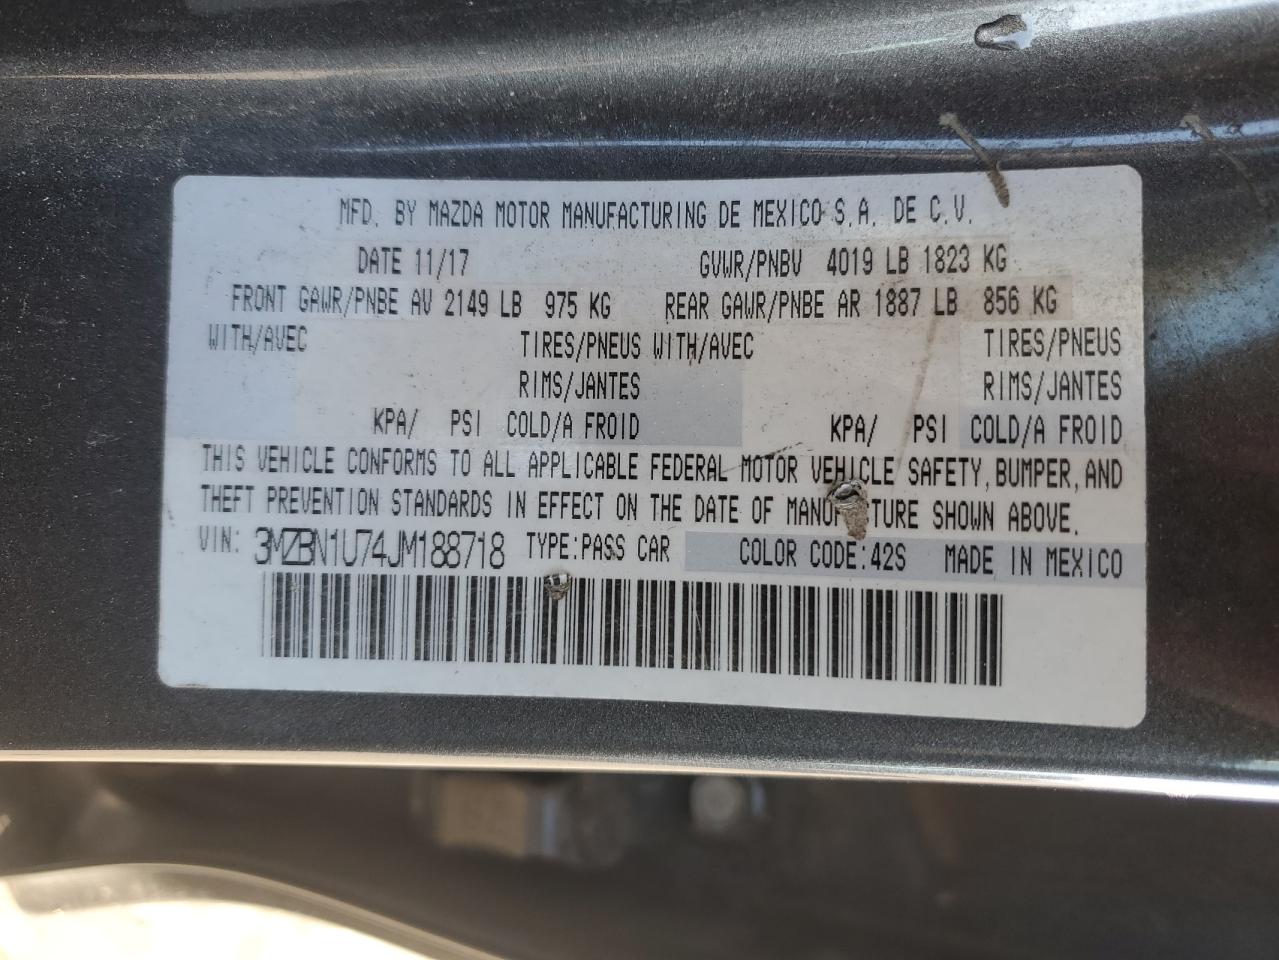 MFD. BY MAZDA MOTOR MANUFACTURING DE MEXICO S.A. DE C.V.
DATE 11/17 GVWR/PNBV 4019 LB 1823 KG
FRONT GAWR/PNBE AV 2149 LB 975 KG REAR GAWR/PNBE AR 1887 LB 856 KG
WITH/AVEC TIRES/PNEUS WITH/AVEC TIRES/PNEUS
RIMS/JANTES RIMS/JANTES
KPA/ PSI COLD/A FROID KPA/ PSI COLD/A FROID
THIS VEHICLE CONFORMS TO ALL APPLICABLE FEDERAL MOTOR VEHICLE SAFETY, BUMPER, AND
THEFT PREVENTION STANDARDS IN EFFECT ON THE DATE OF MANUFACTURE SHOWN ABOVE.
VIN: 3MZBN1U74JM188718 TYPE:PASS CAR COLOR CODE:42S MADE IN MEXICO